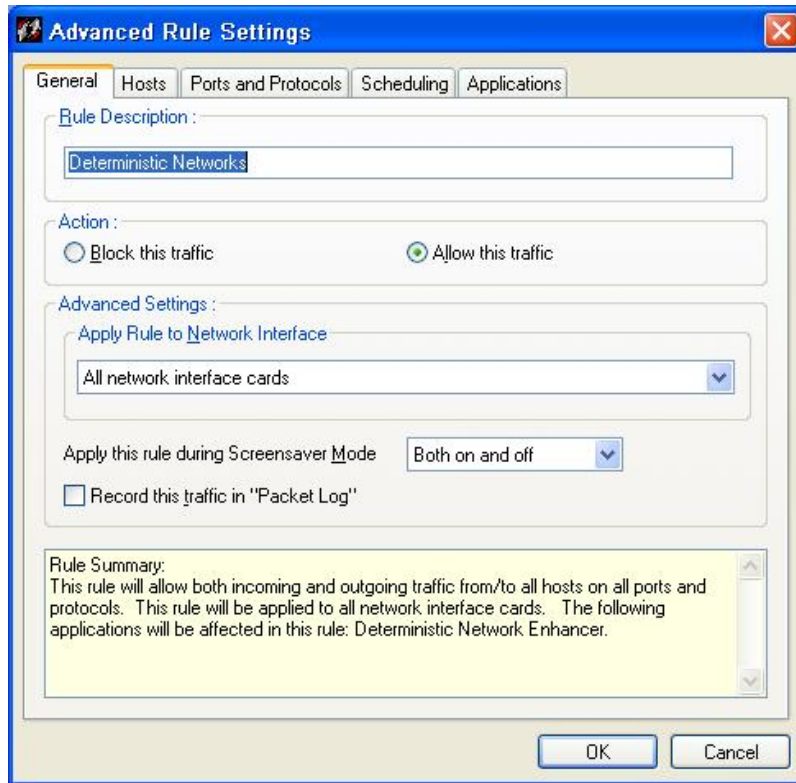 Advanced Rule Settings
General Hosts Ports and Protocols Scheduling Applications
Rule Description :
Deterministic Networks
Action :
Block this traffic Allow this traffic
Advanced Settings :
Apply Rule to Network Interface
All network interface cards
Apply this rule during Screensaver Mode Both on and off
Record this traffic in "Packet Log"
Rule Summary:
This rule will allow both incoming and outgoing traffic from/to all hosts on all ports and
protocols. This rule will be applied to all network interface cards. The following
applications will be affected in this rule: Deterministic Network Enhancer.
OK Cancel